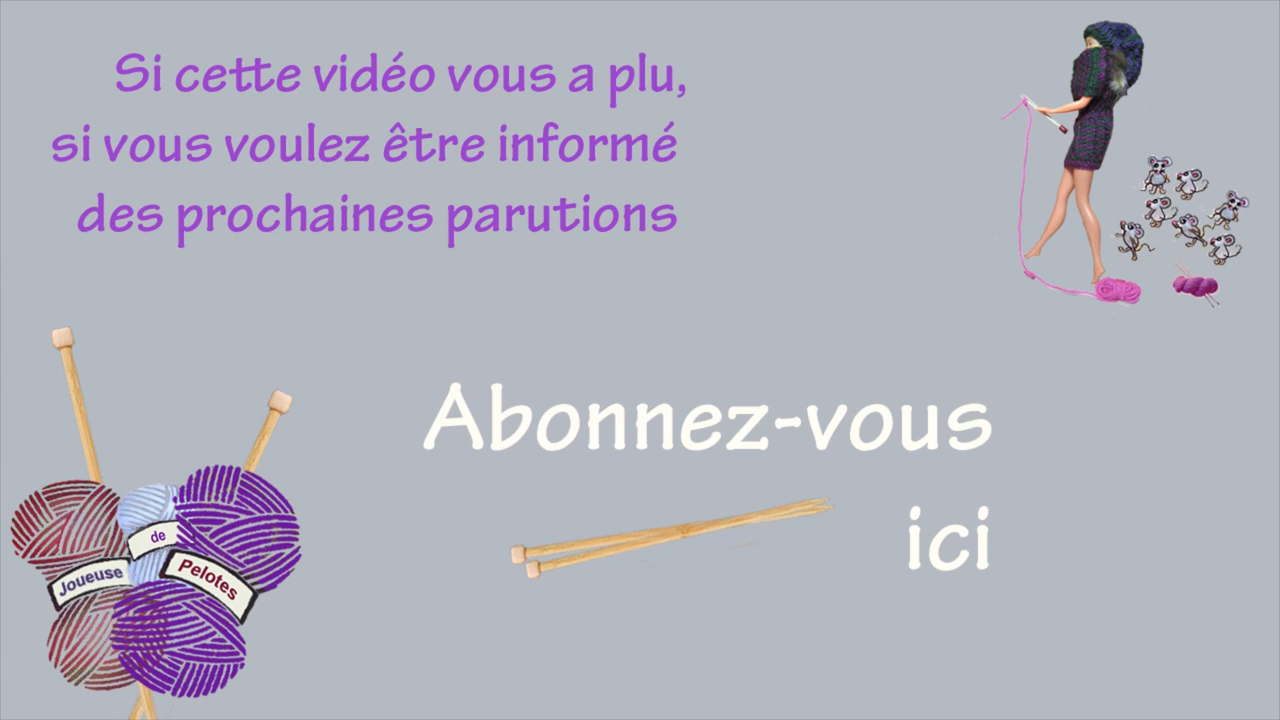 Si cette vidéo vous a plu,
si vous voulez être informé
des prochaines parutions
Abonnez-vous
ici
Joueuse
de
Pelotes